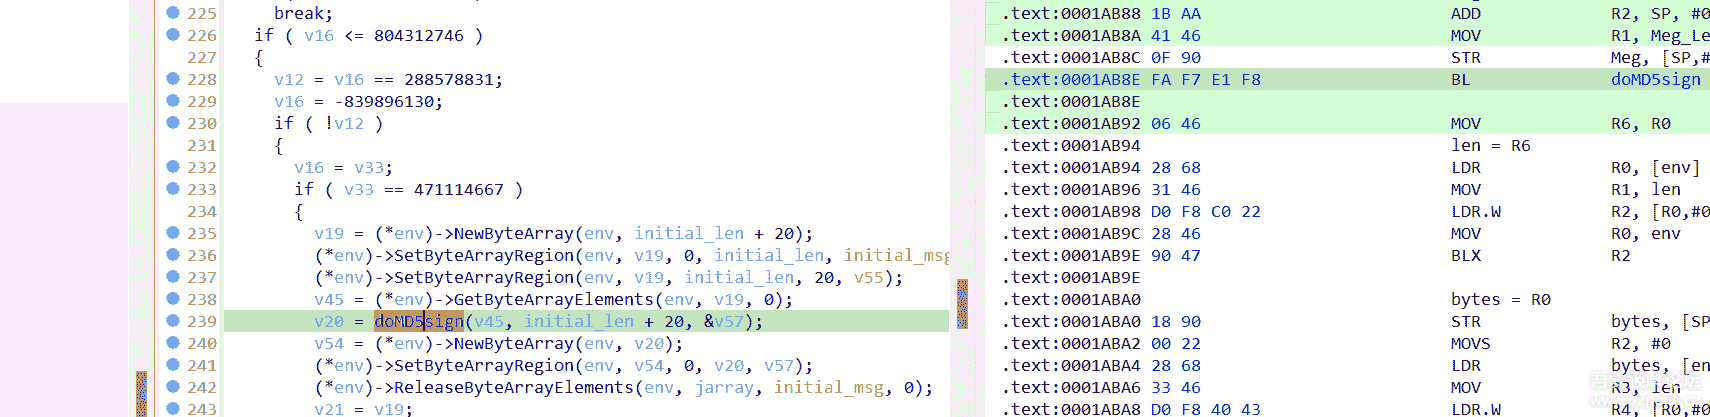 225 break;
226 if ( v16 <= 804312746 )
227 {
228 v12 = v16 == 288578831;
229 v16 = -839896130;
230 if ( !v12 )
231 {
232 v16 = v33;
233 if ( v33 == 471114667 )
234 {
235 v19 = (*env)->NewByteArray(env, initial_len + 20);
236 (*env)->SetByteArrayRegion(env, v19, 0, initial_len, initial_msg
237 (*env)->SetByteArrayRegion(env, v19, initial_len, 20, v55);
238 v45 = (*env)->GetByteArrayElements(env, v19, 0);
239 v20 = doMD5sign(v45, initial_len + 20, &v57);
240 v54 = (*env)->NewByteArray(env, v20);
241 (*env)->SetByteArrayRegion(env, v54, 0, v20, v57);
242 (*env)->ReleaseByteArrayElements(env, jarray, initial_msg, 0);
243 v21 = v19;
.text:0001AB88 1B AA ADD R2, SP, #0
.text:0001AB8A 41 46 MOV R1, Meg_Le
.text:0001AB8C 0F 90 STR Meg, [SP,#
.text:0001AB8E FA F7 E1 F8 BL doMD5sign
.text:0001AB8E
.text:0001AB92 06 46 MOV R6, R0
.text:0001AB94 len = R6
.text:0001AB94 28 68 LDR R0, [env]
.text:0001AB96 31 46 MOV R1, len
.text:0001AB98 D0 F8 C0 22 LDR.W R2, [R0,#0
.text:0001AB9C 28 46 MOV R0, env
.text:0001AB9E 90 47 BLX R2
.text:0001AB9E
.text:0001ABA0 bytes = R0
.text:0001ABA0 18 90 STR bytes, [SP
.text:0001ABA2 00 22 MOVS R2, #0
.text:0001ABA4 28 68 LDR bytes, [en
.text:0001ABA6 33 46 MOV R3, len
.text:0001ABA8 D0 F8 40 43 LDR.W R4, [R0,#0